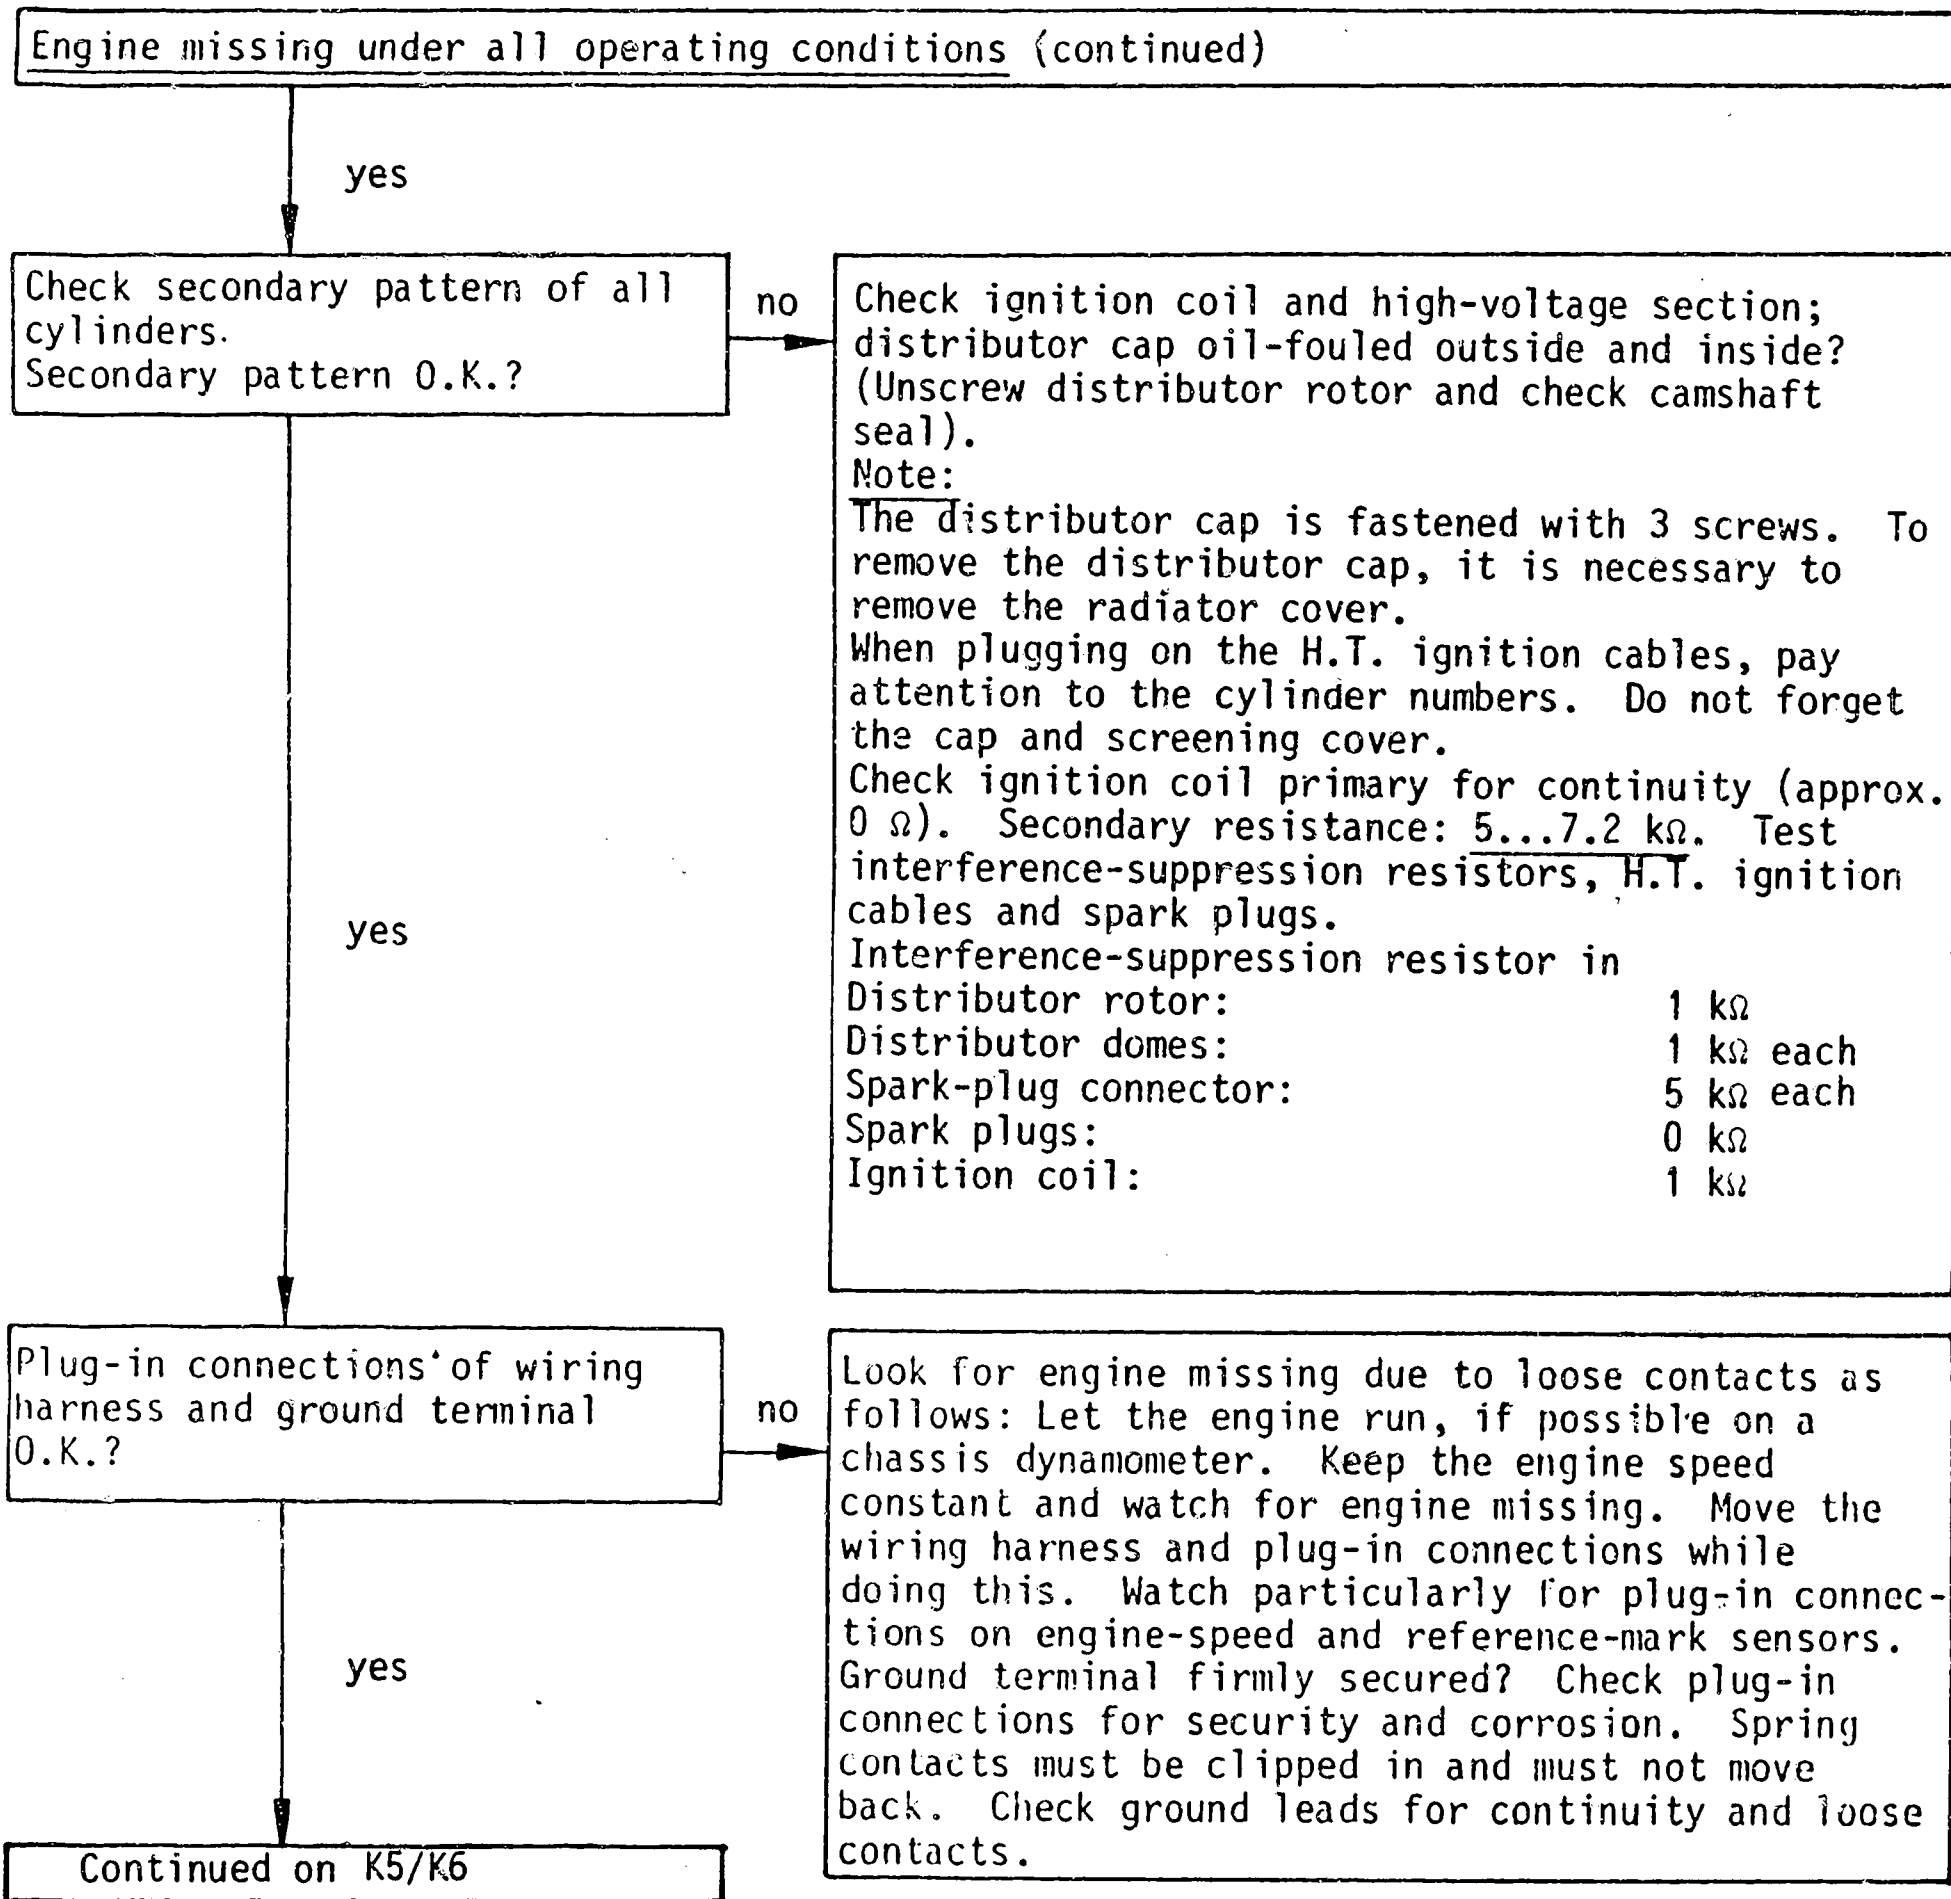 Engine missing under all operating conditions (continued)
yes
Check secondary pattern of all
cylinders.
Secondary pattern O.K.?
no
Check ignition coil and high-voltage section;
distributor cap oil-fouled outside and inside?
(Unscrew distributor rotor and check camshaft
seal).
Note:
The distributor cap is fastened with 3 screws. To
remove the distributor cap, it is necessary to
remove the radiator cover.
When plugging on the H.T. ignition cables, pay
attention to the cylinder numbers. Do not forget
the cap and screening cover.
Check ignition coil primary for continuity (approx.
0 Ω). Secondary resistance: 5...7.2 kΩ. Test
interference-suppression resistors, H.T. ignition
cables and spark plugs.
Interference-suppression resistor in
Distributor rotor: 1 kΩ
Distributor domes: 1 kΩ each
Spark-plug connector: 5 kΩ each
Spark plugs: 0 kΩ
Ignition coil: 1 kΩ
yes
Plug-in connections of wiring
harness and ground terminal
O.K.?
no
Look for engine missing due to loose contacts as
follows: Let the engine run, if possible on a
chassis dynamometer. Keep the engine speed
constant and watch for engine missing. Move the
wiring harness and plug-in connections while
doing this. Watch particularly for plug-in connec-
tions on engine-speed and reference-mark sensors.
Ground terminal firmly secured? Check plug-in
connections for security and corrosion. Spring
contacts must be clipped in and must not move
back. Check ground leads for continuity and loose
contacts.
yes
Continued on K5/K6